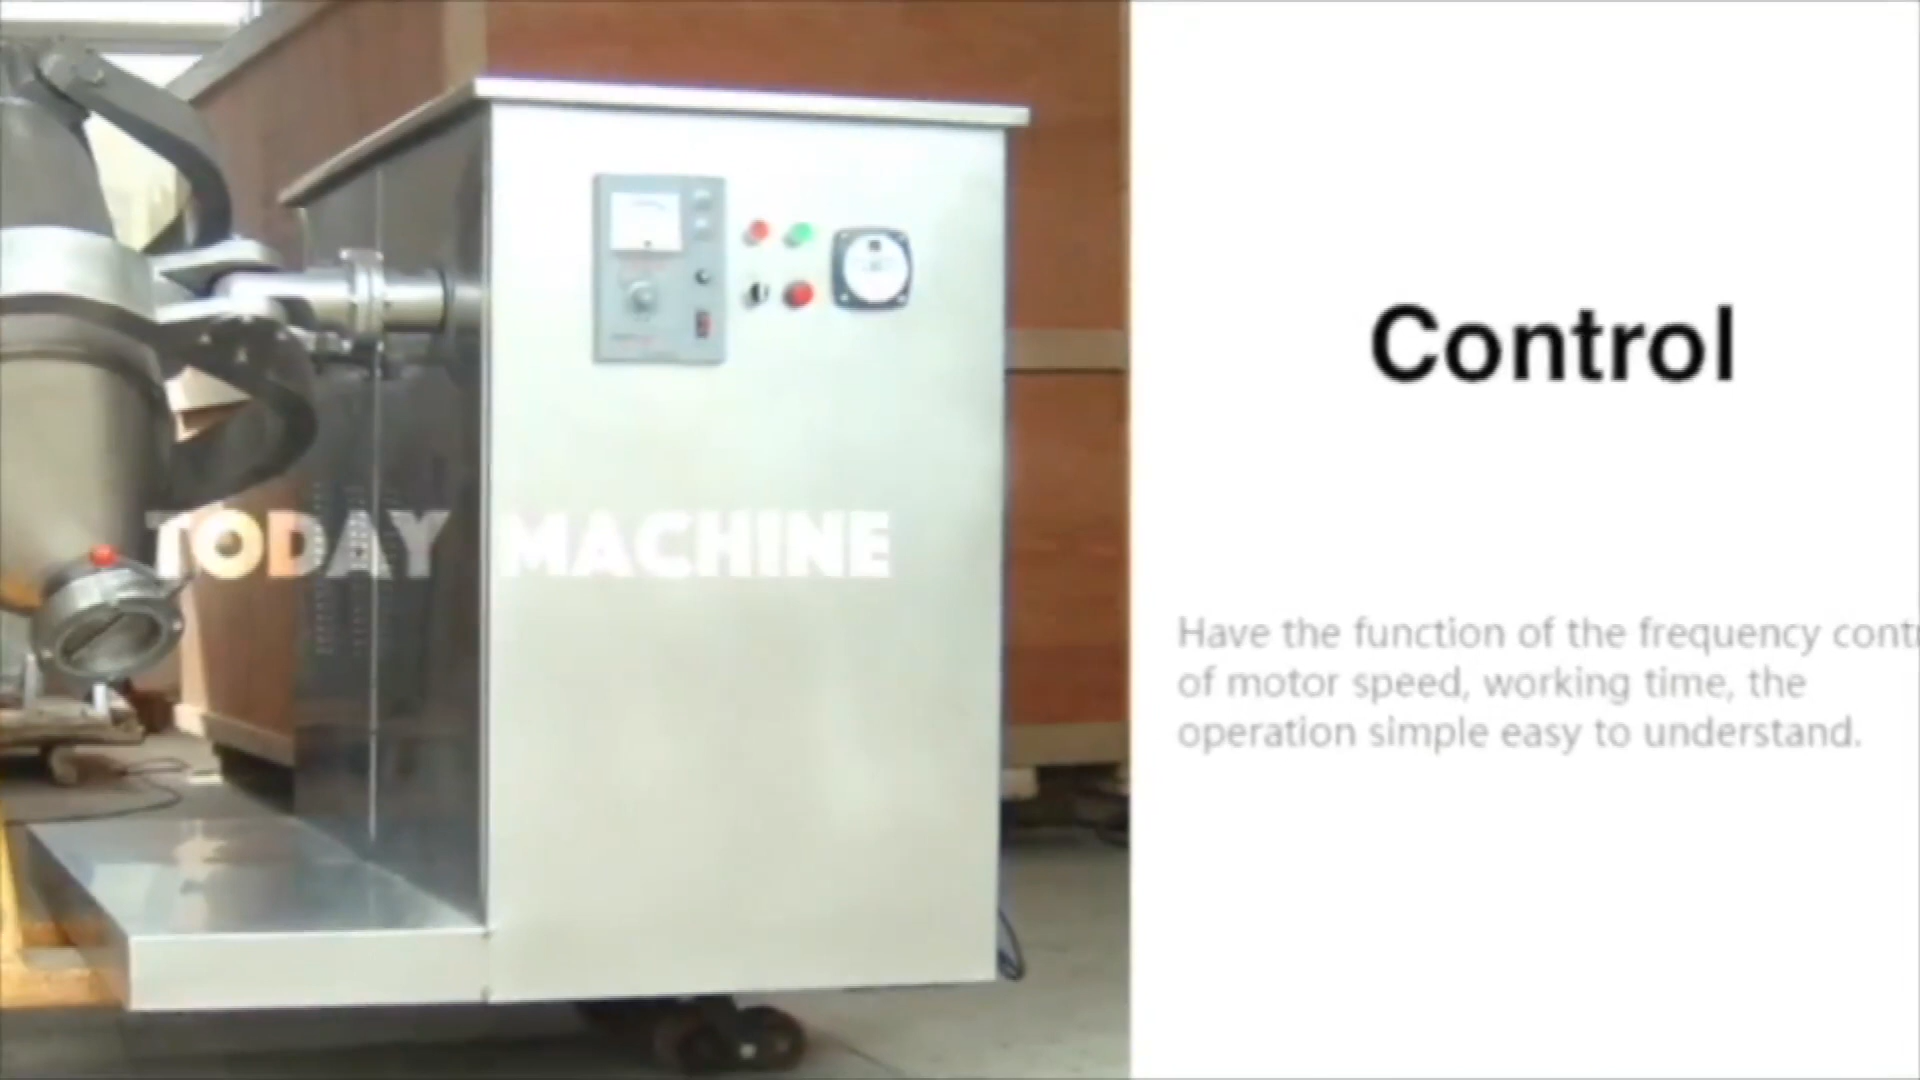 TODAY MACHINE
Control
Have the function of the frequency contr
of motor speed, working time, the
operation simple easy to understand.